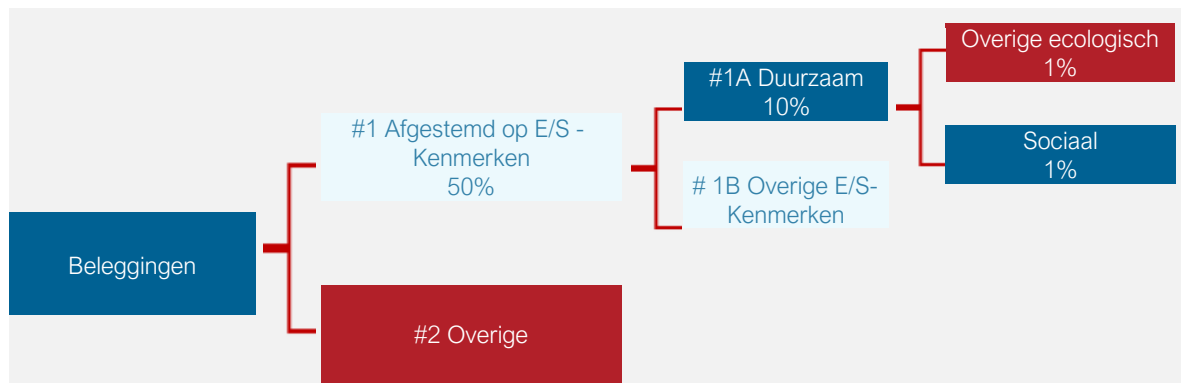 Beleggingen
#1 Afgestemd op E/S -
Kenmerken
50%
#2 Overige
#1A Duurzaam
10%
# 1B Overige E/S-
Kenmerken
Overige ecologisch
1%
Sociaal
1%